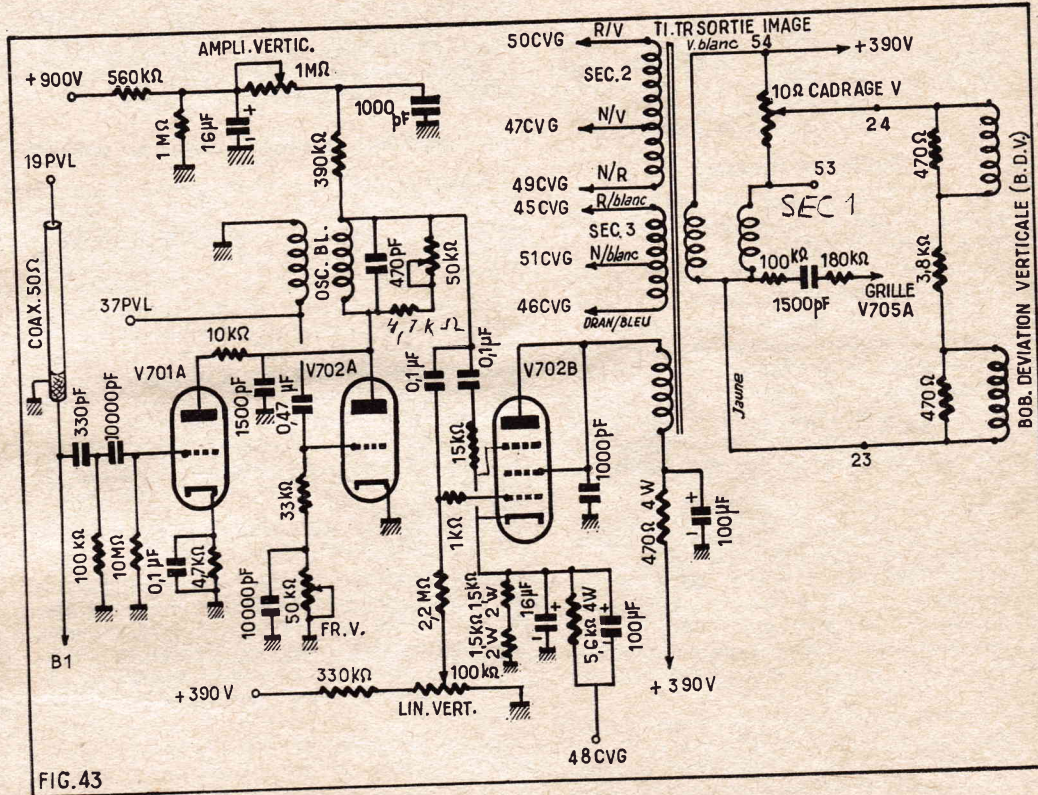 AMPLI. VERTIC.
+900V
560kΩ
1MΩ
1MΩ
16µF
+
-
1000
pF
390kΩ
19PVL
COAX. 50Ω
37PVL
OSC. BL.
470pF
50kΩ
4,7kΩ
10kΩ
V701A
1500pF
0,47
µF
V702A
330pF
10000pF
100kΩ
10MΩ
0,1µF
4,7kΩ
B1
33kΩ
10000pF
50kΩ
FR.V.
+390V
330kΩ
100kΩ
LIN. VERT.
0,1µF
0,1µF
15kΩ
1kΩ
2,2MΩ
V702B
1000pF
1,5kΩ 1,5kΩ
2W 2W
16µF
+
-
5,6kΩ 4W
100µF
+
-
48CVG
470Ω 4W
100µF
+
-
+390V
TI.TR SORTIE IMAGE
50CVG
R/V
SEC.2
47CVG
N/V
49CVG
N/R
45CVG
R/blanc
SEC.3
51CVG
N/blanc
46CVG
DRAN/BLEU
V.blanc 54
+390V
10Ω CADRAGE V
24
53
SEC 1
100kΩ
1500pF
180kΩ
GRILLE
V705A
Jaune
470Ω
3,8kΩ
470Ω
23
BOB. DEVIATION VERTICALE (B.D.V.)
FIG.43